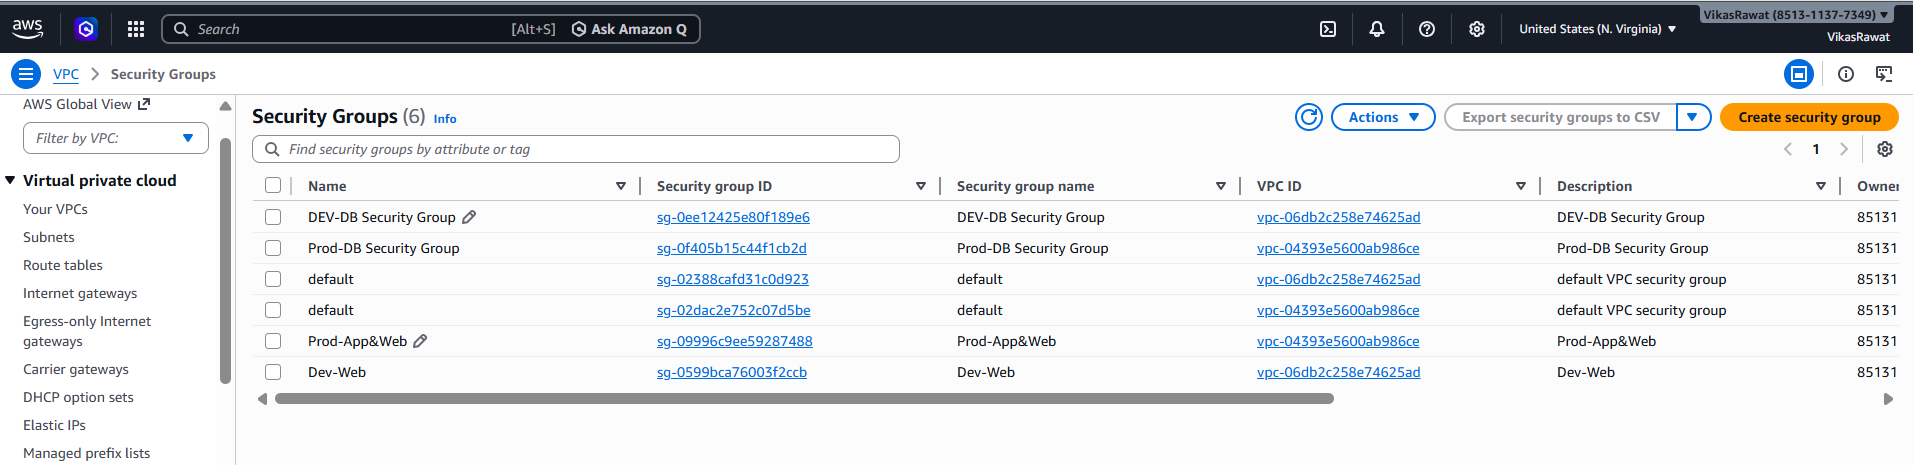 aws
Search [Alt+S] Ask Amazon Q
United States (N. Virginia)
VikasRawat (8513-1137-7349)
VikasRawat
VPC > Security Groups
AWS Global View
Filter by VPC:
Virtual private cloud
Your VPCs
Subnets
Route tables
Internet gateways
Egress-only Internet
gateways
Carrier gateways
DHCP option sets
Elastic IPs
Managed prefix lists
Security Groups (6) Info
Actions
Export security groups to CSV
Create security group
Find security groups by attribute or tag
1
Name Security group ID Security group name VPC ID Description Owner
DEV-DB Security Group sg-0ee12425e80f189e6 DEV-DB Security Group vpc-06db2c258e74625ad DEV-DB Security Group 85131
Prod-DB Security Group sg-0f405b15c44f1cb2d Prod-DB Security Group vpc-04393e5600ab986ce Prod-DB Security Group 85131
default sg-02388cafd31c0d923 default vpc-06db2c258e74625ad default VPC security group 85131
default sg-02dac2e752c07d5be default vpc-04393e5600ab986ce default VPC security group 85131
Prod-App&Web sg-09996c9ee59287488 Prod-App&Web vpc-04393e5600ab986ce Prod-App&Web 85131
Dev-Web sg-0599bca76003f2ccb Dev-Web vpc-06db2c258e74625ad Dev-Web 85131